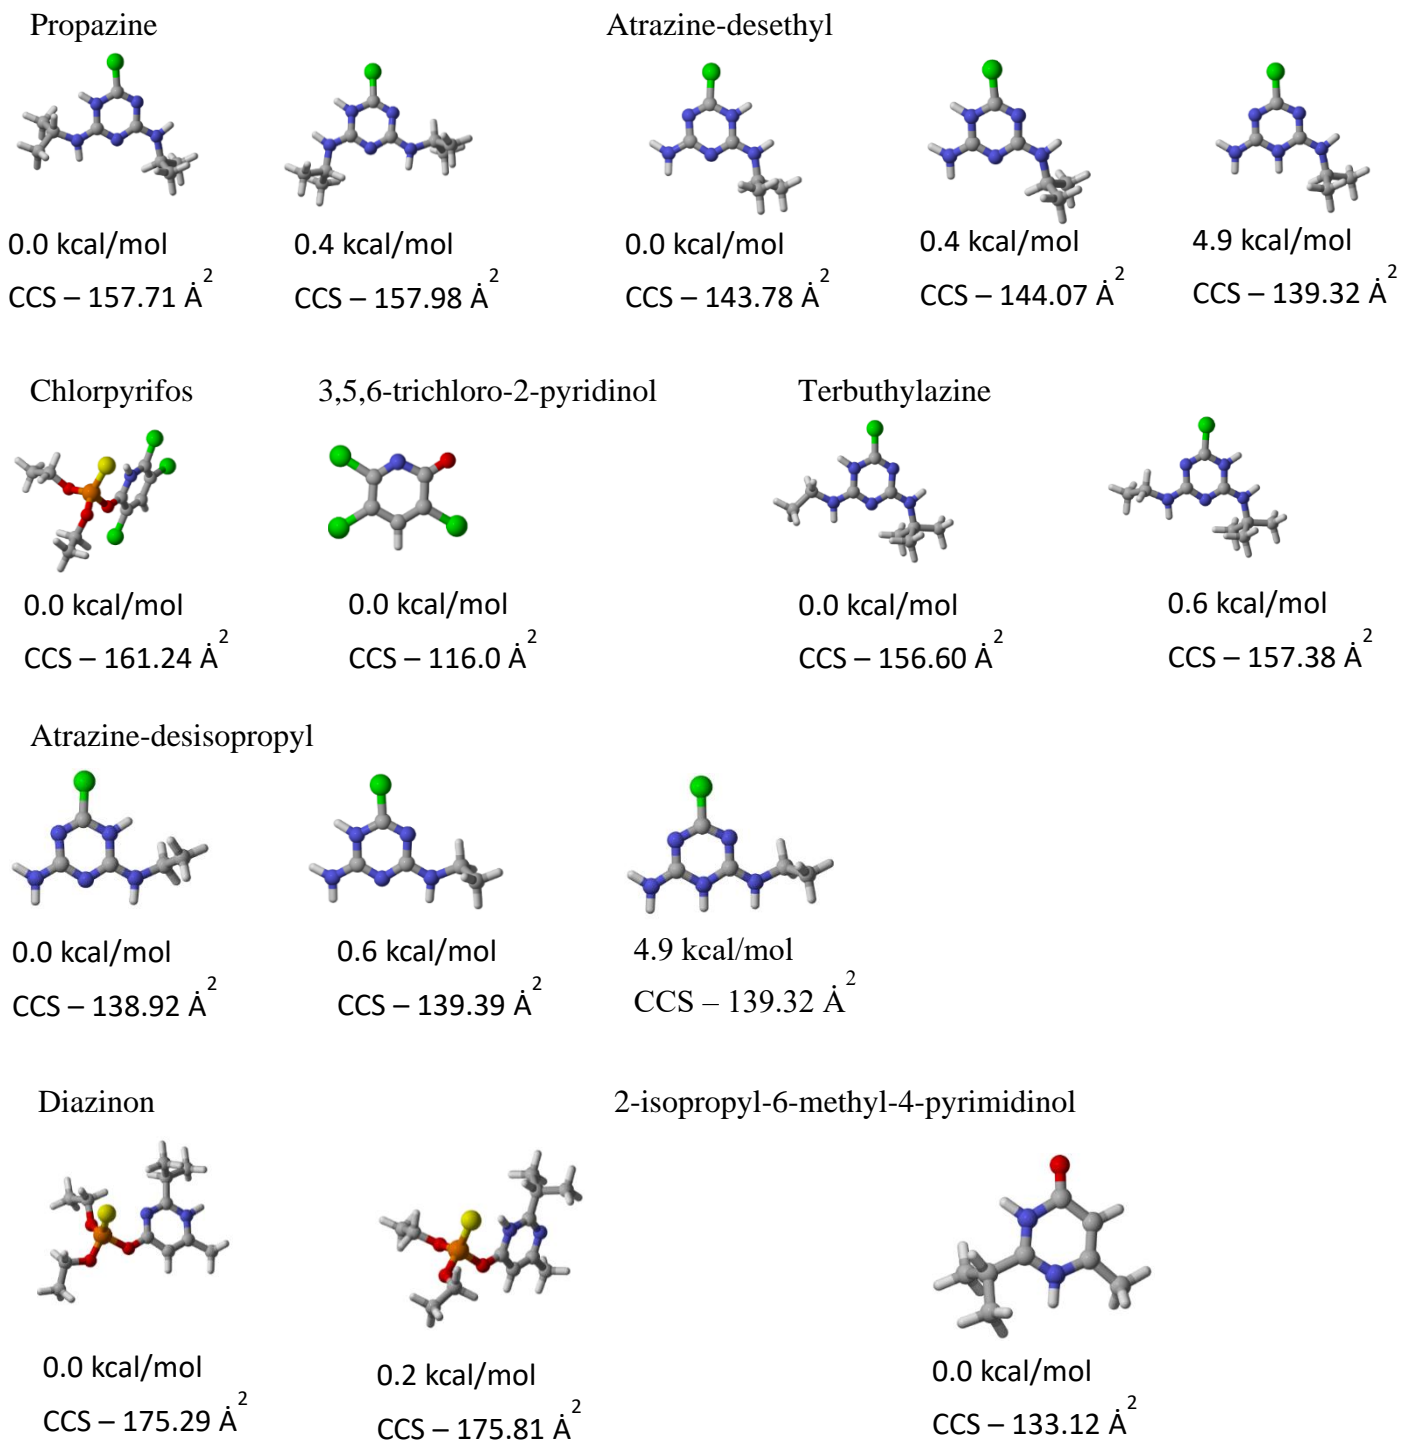 Propazine
Atrazine-desethyl
0.0 kcal/mol
0.4 kcal/mol
0.0 kcal/mol
0.4 kcal/mol
4.9 kcal/mol
CCS – 157.71 Å²
CCS – 157.98 Å²
CCS – 143.78 Å²
CCS – 144.07 Å²
CCS – 139.32 Å²
Chlorpyrifos
3,5,6-trichloro-2-pyridinol
Terbuthylazine
0.0 kcal/mol
0.0 kcal/mol
0.0 kcal/mol
0.6 kcal/mol
CCS – 161.24 Å²
CCS – 116.0 Å²
CCS – 156.60 Å²
CCS – 157.38 Å²
Atrazine-desisopropyl
0.0 kcal/mol
0.6 kcal/mol
4.9 kcal/mol
CCS – 138.92 Å²
CCS – 139.39 Å²
CCS – 139.32 Å²
Diazinon
2-isopropyl-6-methyl-4-pyrimidinol
0.0 kcal/mol
0.2 kcal/mol
0.0 kcal/mol
CCS – 175.29 Å²
CCS – 175.81 Å²
CCS – 133.12 Å²